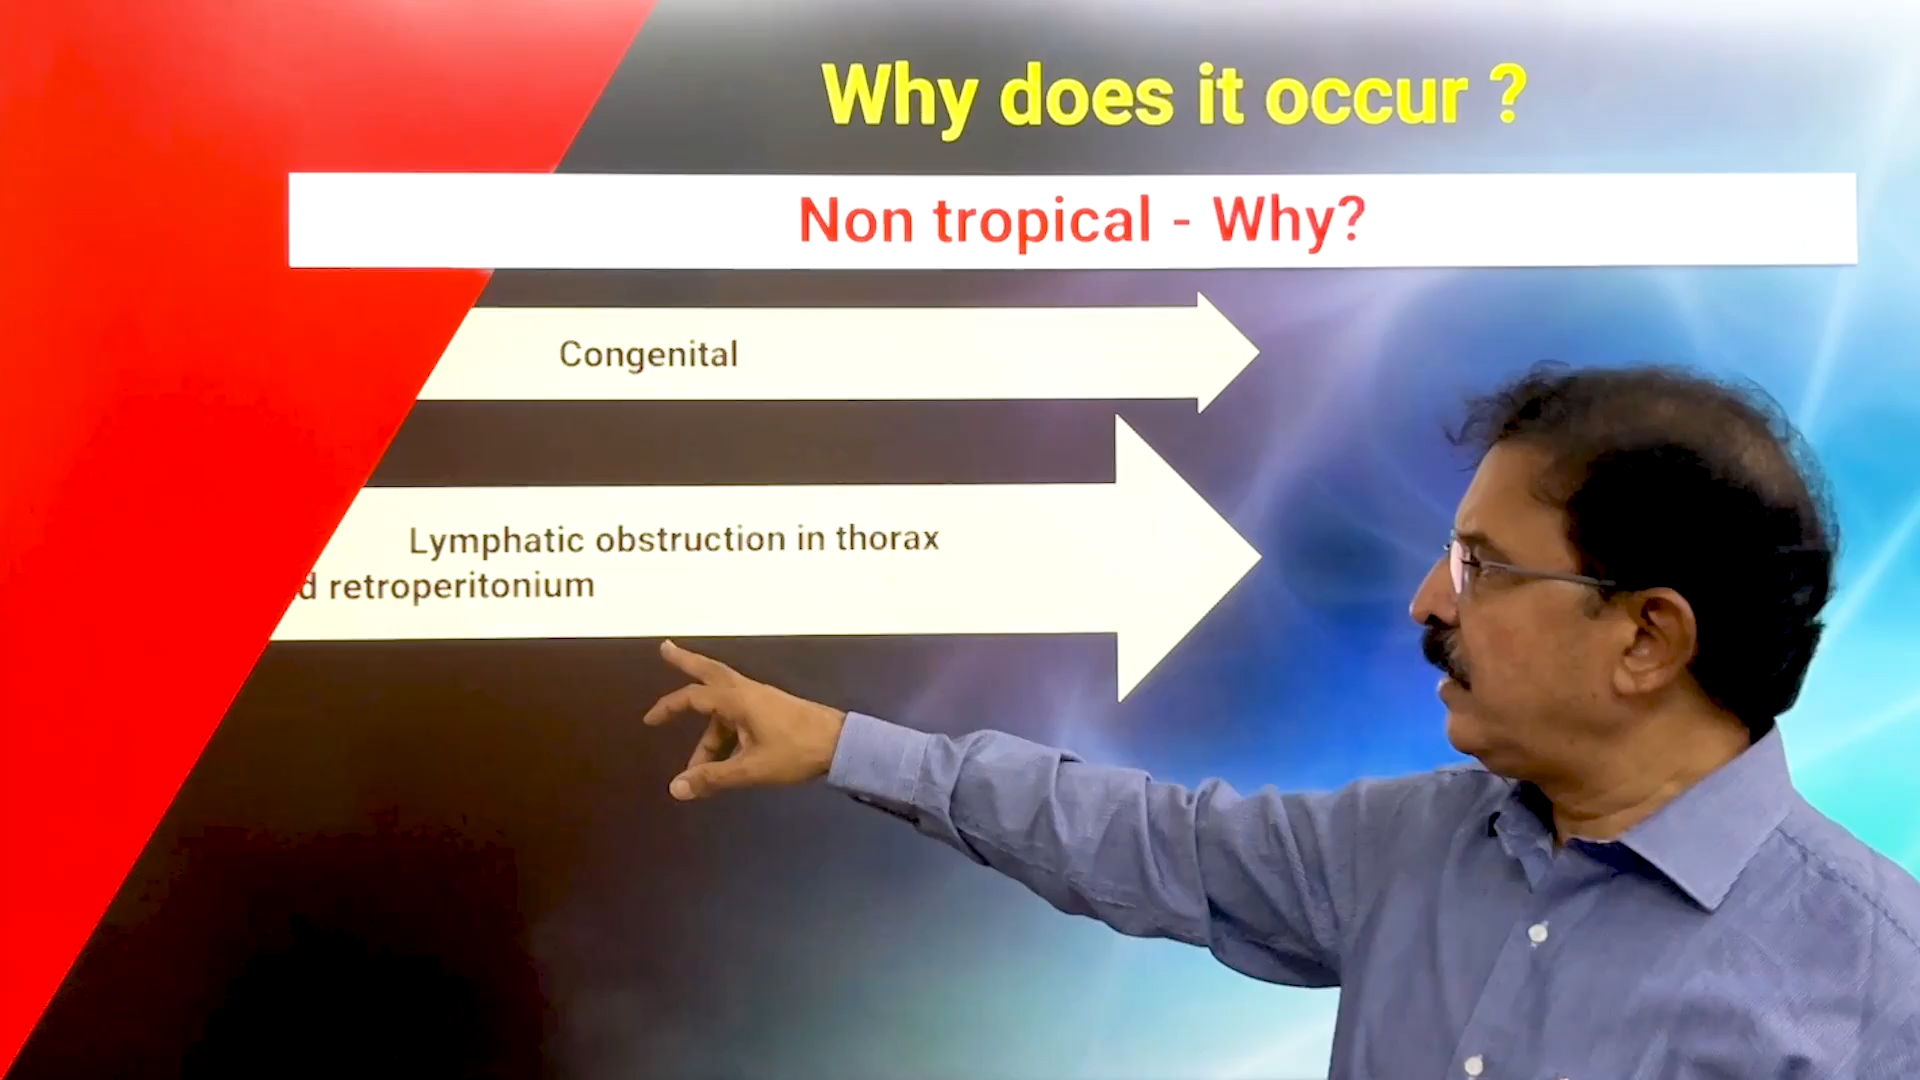 Why does it occur ?
Non tropical - Why?
Congenital
Lymphatic obstruction in thorax
retroperitonium